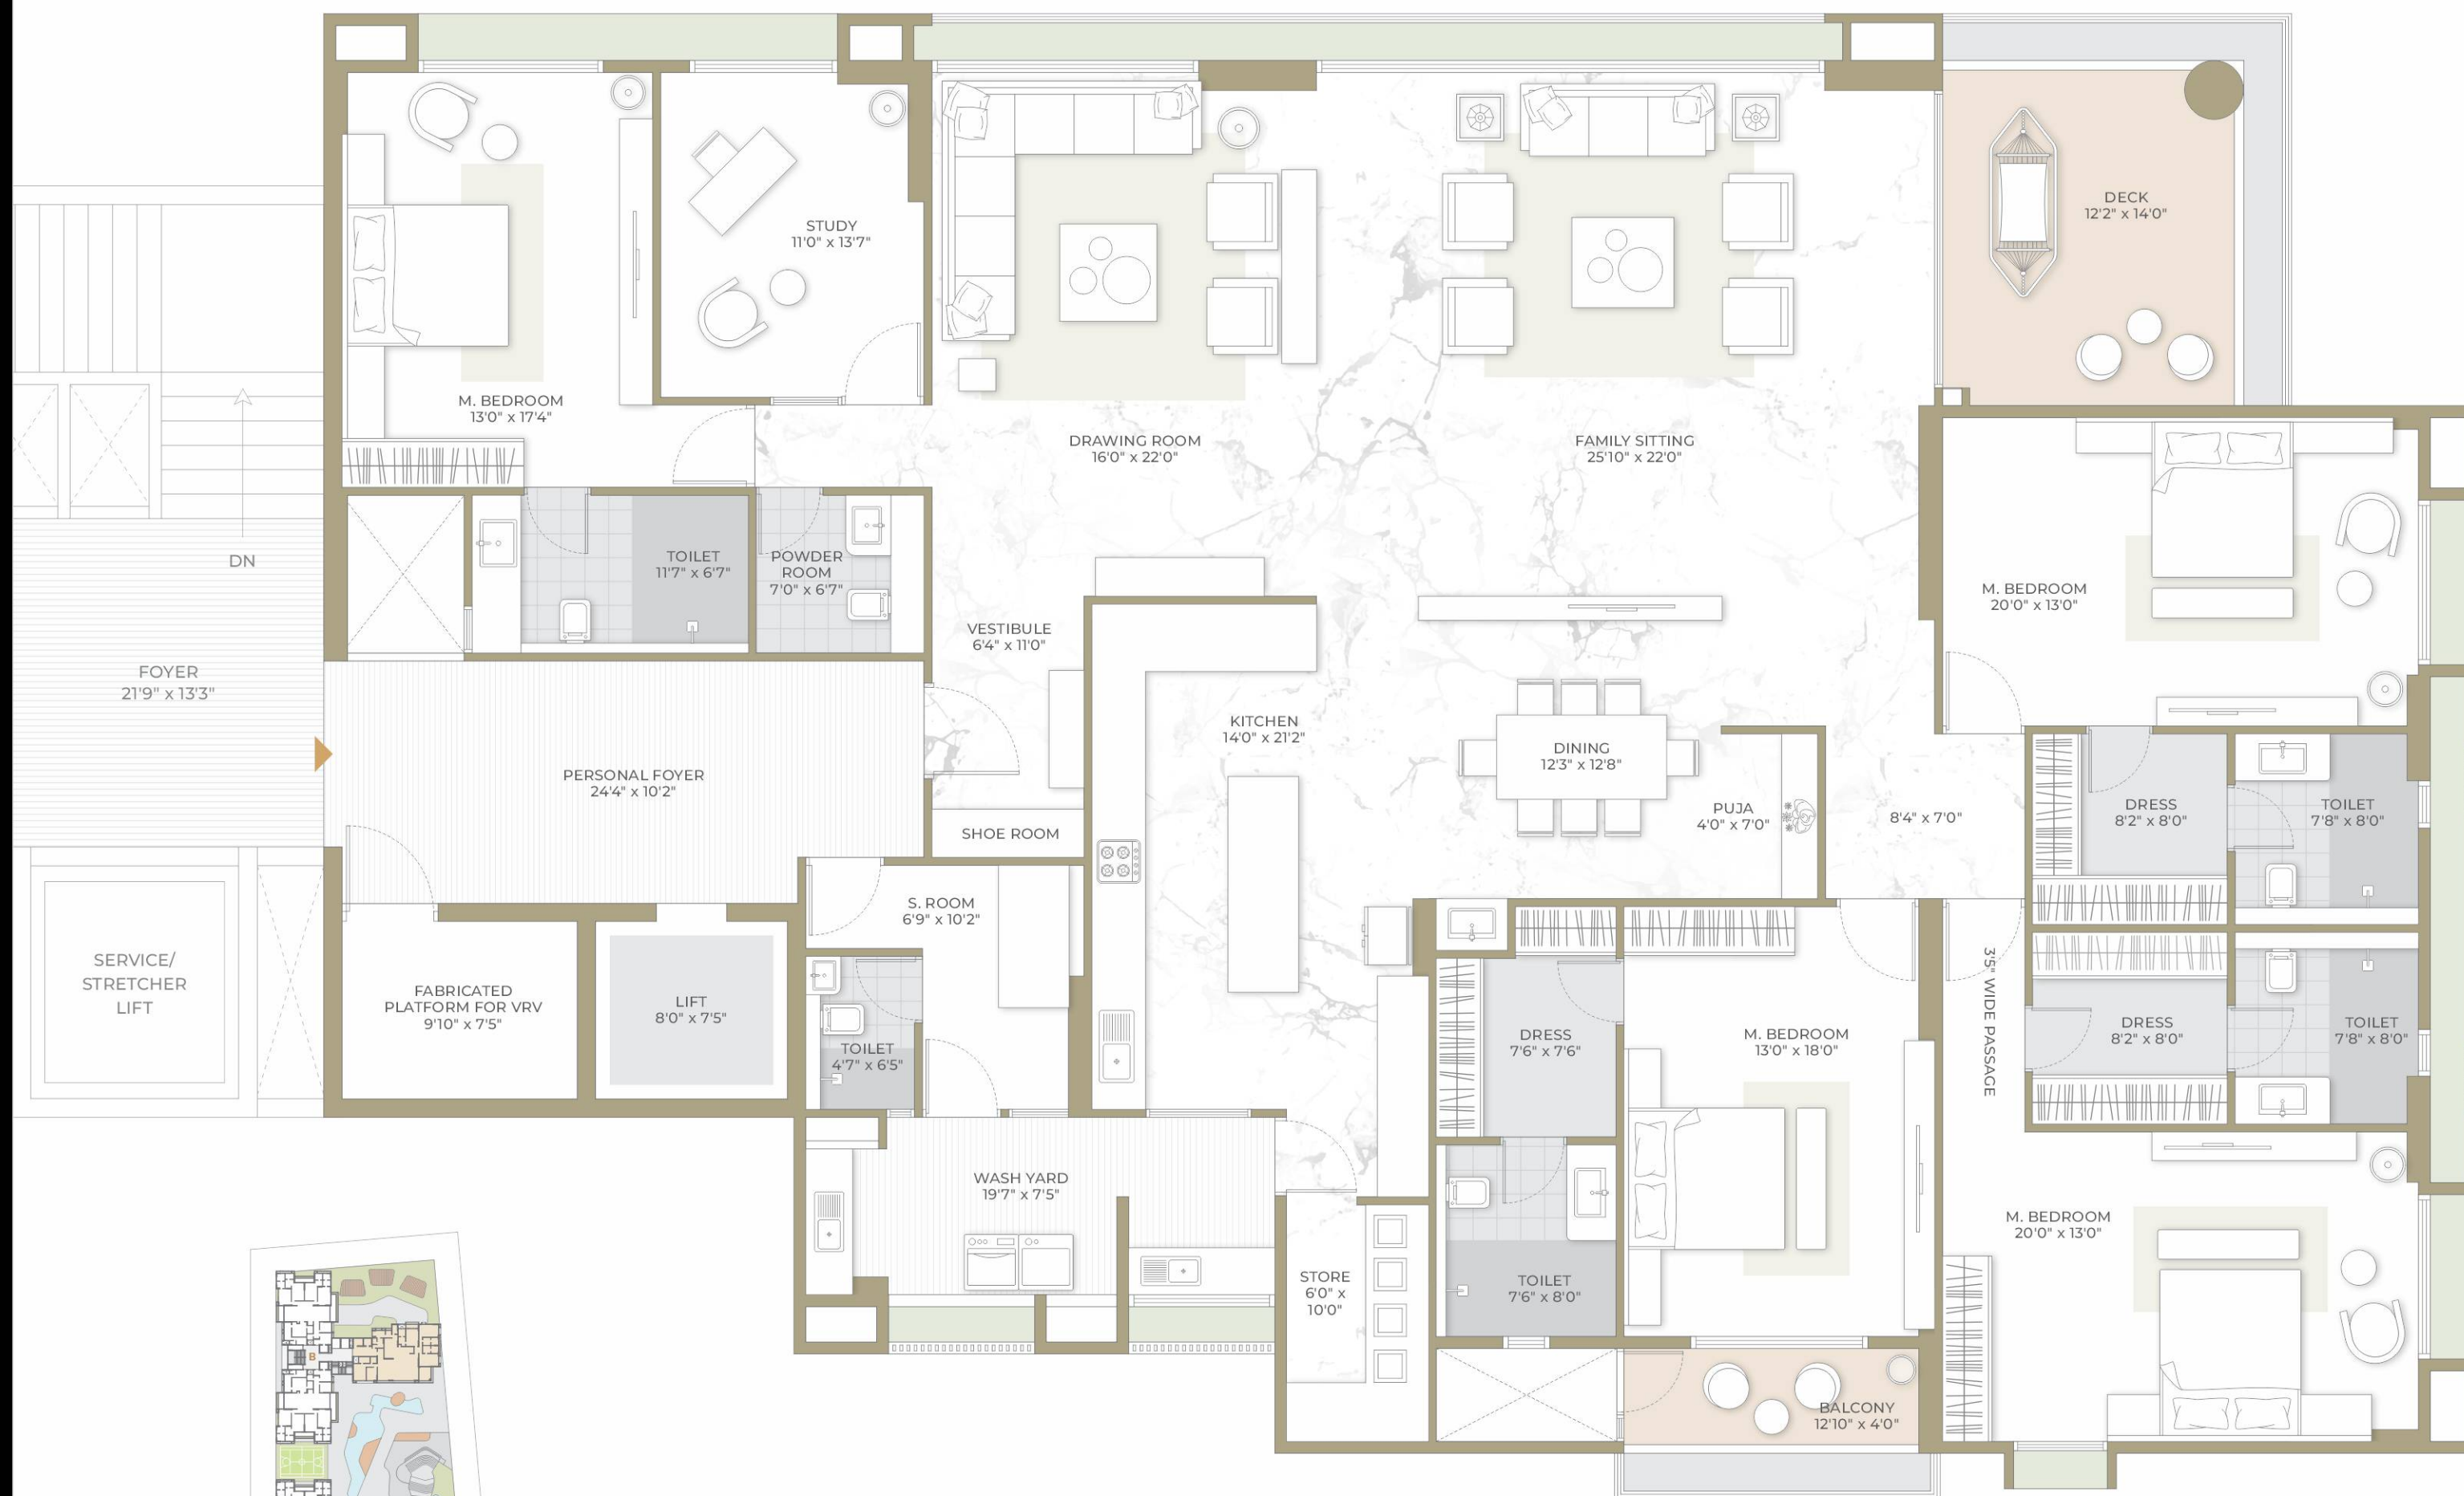 DECK
12'2" x 14'0"
STUDY
11'0" x 13'7"
M. BEDROOM
13'0" x 17'4"
DRAWING ROOM
16'0" x 22'0"
FAMILY SITTING
25'10" x 22'0"
DN
TOILET
11'7" x 6'7"
POWDER
ROOM
7'0" x 6'7"
M. BEDROOM
20'0" x 13'0"
VESTIBULE
6'4" x 11'0"
FOYER
21'9" x 13'3"
KITCHEN
14'0" x 21'2"
DINING
12'3" x 12'8"
PERSONAL FOYER
24'4" x 10'2"
PUJA
4'0" x 7'0"
8'4" x 7'0"
DRESS
8'2" x 8'0"
TOILET
7'8" x 8'0"
SHOE ROOM
S. ROOM
6'9" x 10'2"
SERVICE/
STRETCHER
LIFT
FABRICATED
PLATFORM FOR VRV
9'10" x 7'5"
LIFT
8'0" x 7'5"
TOILET
4'7" x 6'5"
DRESS
7'6" x 7'6"
M. BEDROOM
13'0" x 18'0"
3'5" WIDE PASSAGE
DRESS
8'2" x 8'0"
TOILET
7'8" x 8'0"
WASH YARD
19'7" x 7'5"
M. BEDROOM
20'0" x 13'0"
STORE
6'0" x
10'0"
TOILET
7'6" x 8'0"
BALCONY
12'10" x 4'0"
B